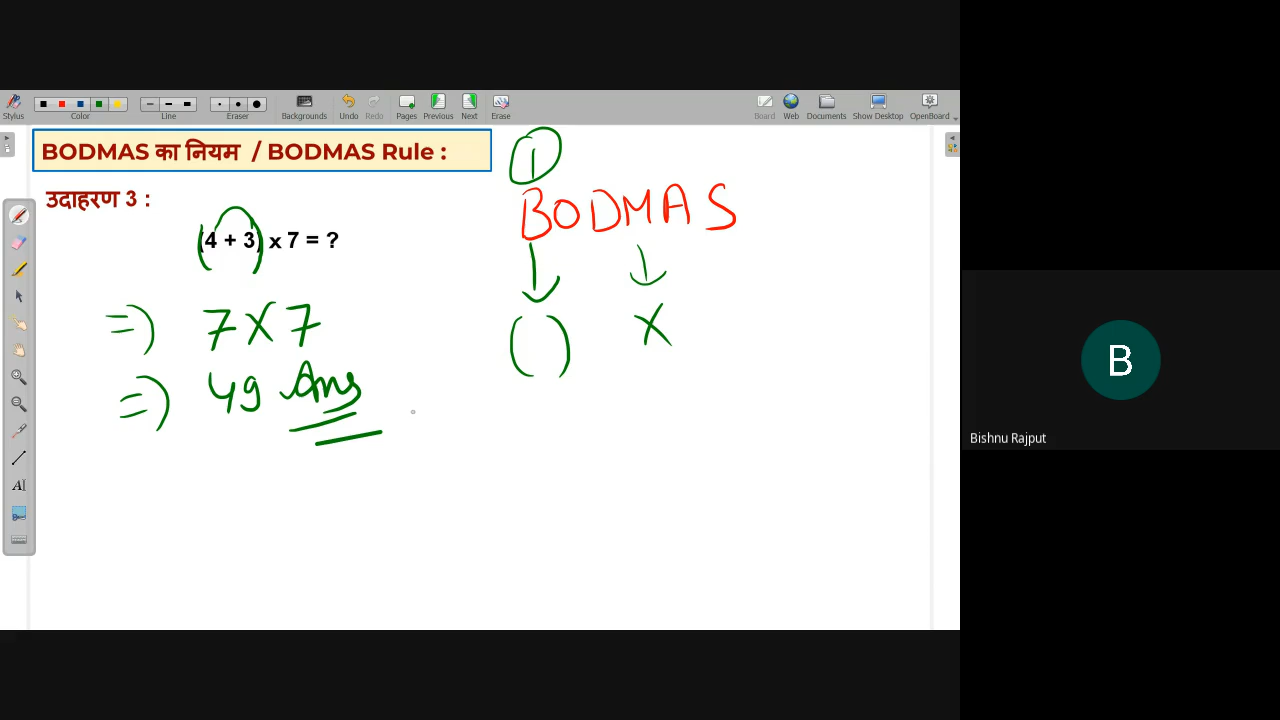 Stylus
Color
Line
Eraser
Backgrounds
Undo
Redo
Pages
Previous
Next
Erase
Board
Web
Documents
Show Desktop
OpenBoard
BODMAS का नियम / BODMAS Rule :
उदाहरण 3 :
(4 + 3) x 7 = ?
=) 7 X 7
=) 49 Ans
1
BODMAS
( ) X
B
Bishnu Rajput